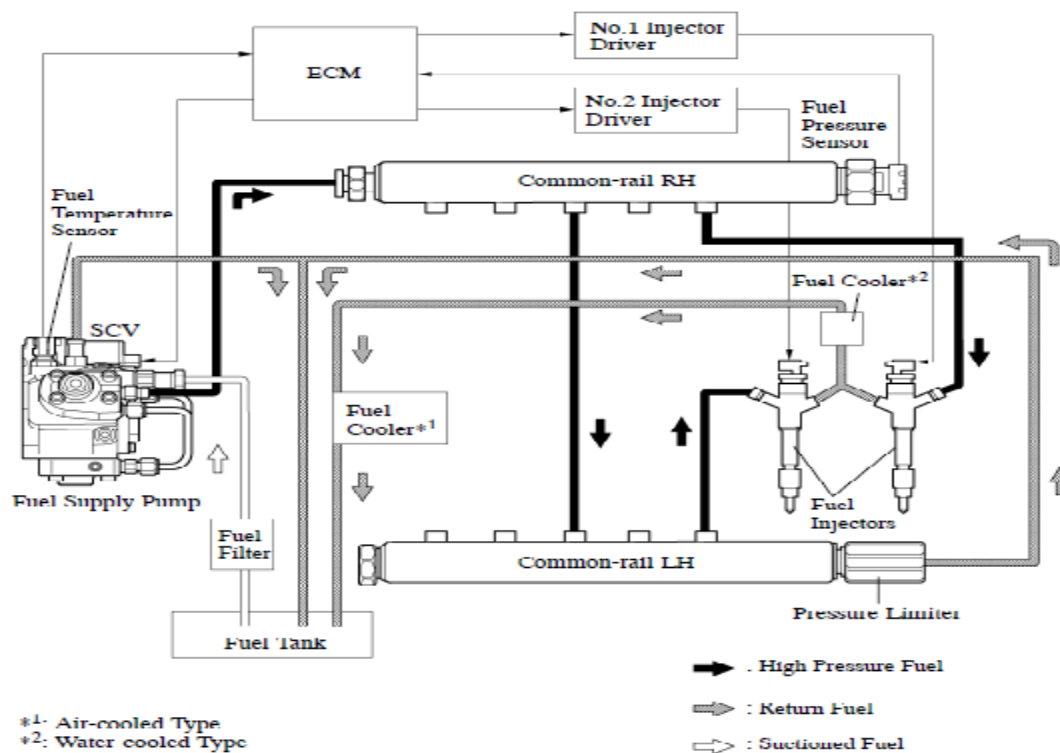 No.1 Injector
Driver
ECM
No.2 Injector
Driver
Fuel
Pressure
Sensor
Common-rail RH
Fuel
Temperature
Sensor
Fuel Cooler*2
SCV
Fuel
Cooler*1
Fuel Supply Pump
Fuel
Injectors
Fuel
Filter
Common-rail LH
Pressure Limiter
Fuel Tank
: High Pressure Fuel
: Return Fuel
: Suctioned Fuel
*1: Air-cooled Type
*2: Water-cooled Type